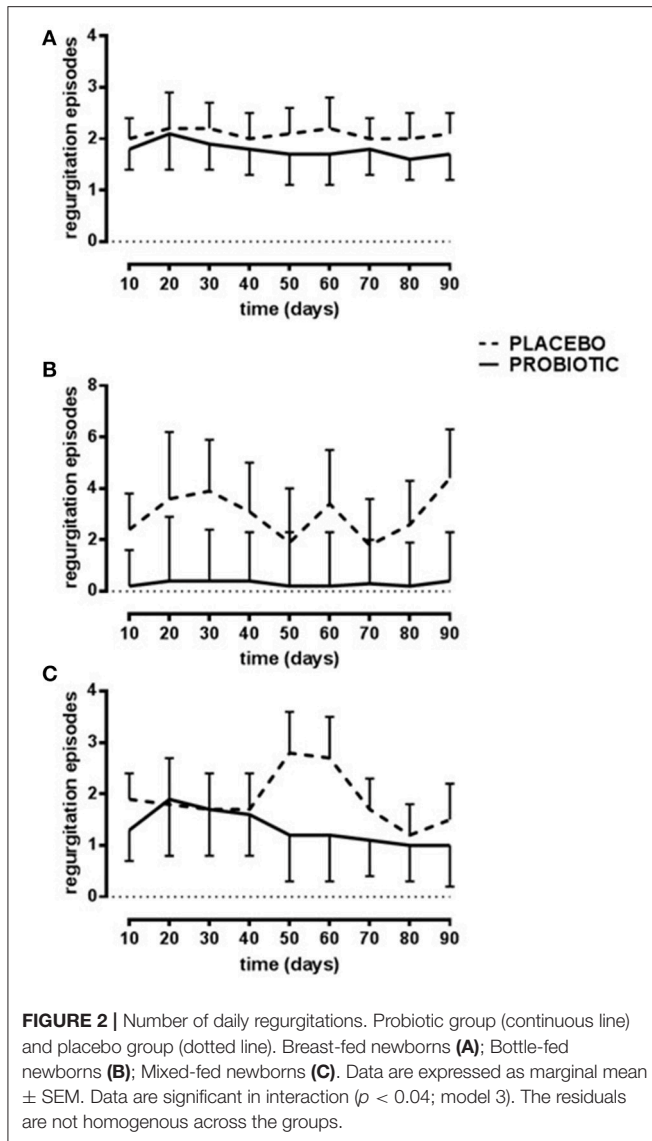 A
regurgitation episodes
4
3
2
1
0
10 20 30 40 50 60 70 80 90
time (days)
PLACEBO
PROBIOTIC
B
regurgitation episodes
8
6
4
2
0
10 20 30 40 50 60 70 80 90
time (days)
C
regurgitation episodes
4
3
2
1
0
10 20 30 40 50 60 70 80 90
time (days)
FIGURE 2 | Number of daily regurgitations. Probiotic group (continuous line)
and placebo group (dotted line). Breast-fed newborns (A); Bottle-fed
newborns (B); Mixed-fed newborns (C). Data are expressed as marginal mean
± SEM. Data are significant in interaction (p < 0.04; model 3). The residuals
are not homogenous across the groups.